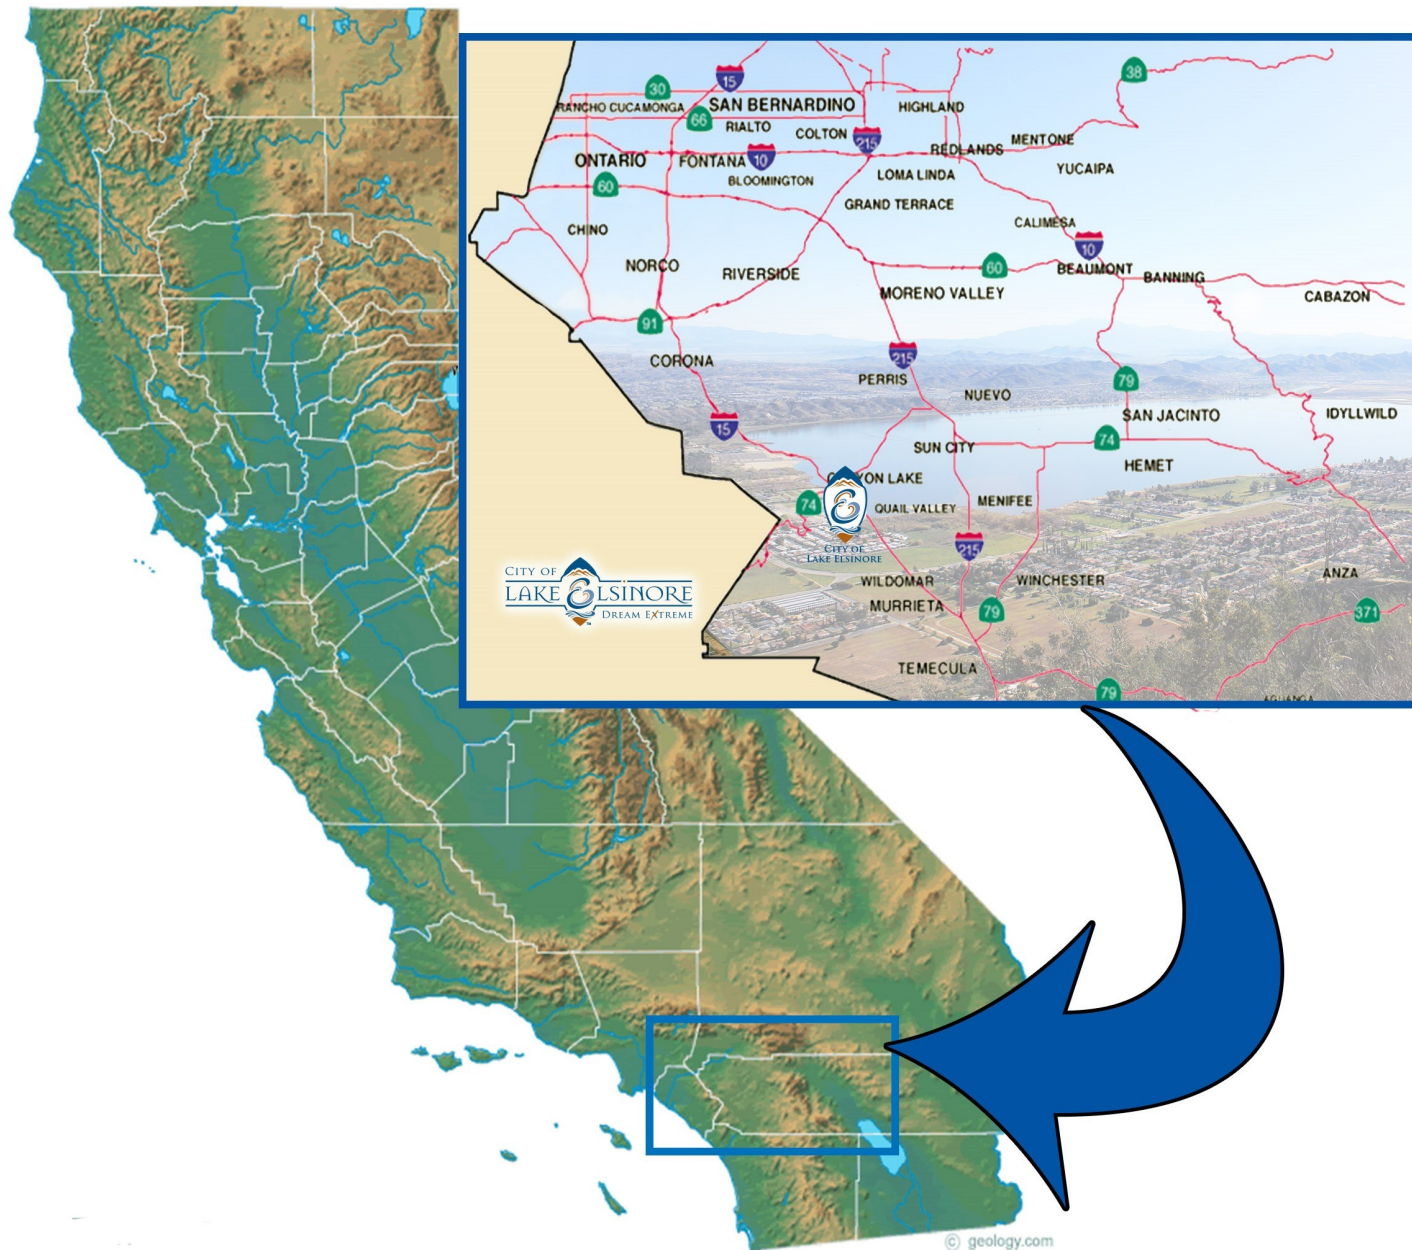 38
15
30
RANCHO CUCAMONGA
SAN BERNARDINO
HIGHLAND
66
RIALTO
COLTON
215
MENTONE
REDLANDS
ONTARIO
FONTANA
10
YUCAIPA
BLOOMINGTON
LOMA LINDA
60
GRAND TERRACE
CALIMESA
CHINO
10
NORCO
RIVERSIDE
60
BEAUMONT
BANNING
MORENO VALLEY
CABAZON
91
CORONA
215
PERRIS
79
NUEVO
SAN JACINTO
IDYLLWILD
15
SUN CITY
74
HEMET
YON LAKE
74
QUAIL VALLEY
MENIFEE
E
215
CITY OF
LAKE ELSINORE
CITY OF
LAKE ELSINORE
DREAM EXTREME
WILDOMAR
WINCHESTER
ANZA
MURRIETA
79
371
TEMECULA
79
AGUANGA
© geology.com